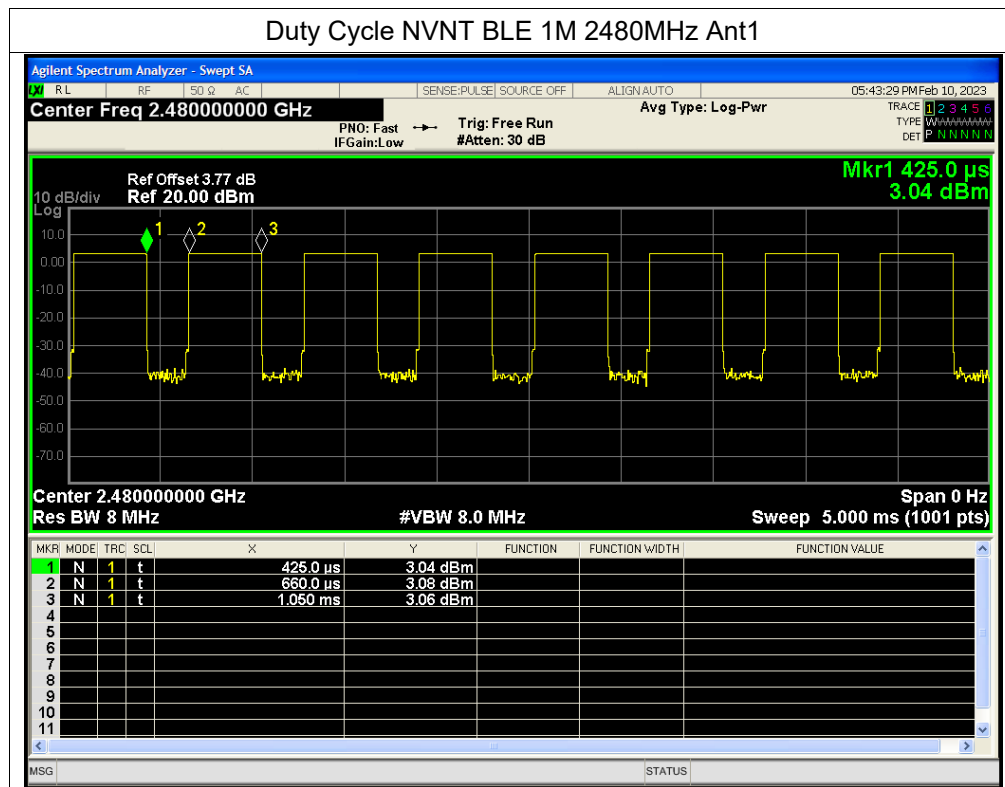 Duty Cycle NVNT BLE 1M 2480MHz Ant1
Agilent Spectrum Analyzer - Swept SA
LXI RL RF 50 Ω AC SENSE:PULSE SOURCE OFF ALIGN AUTO 05:43:29 PM Feb 10, 2023
Center Freq 2.480000000 GHz Avg Type: Log-Pwr TRACE 1 2 3 4 5 6
PNO: Fast Trig: Free Run TYPE WWWWWW
IFGain:Low #Atten: 30 dB DET P N N N N N
Mkr1 425.0 µs
Ref Offset 3.77 dB
10 dB/div Ref 20.00 dBm 3.04 dBm
Log
10.0
1 2 3
0.00
-10.0
-20.0
-30.0
-40.0
-50.0
-60.0
-70.0
Center 2.480000000 GHz Span 0 Hz
Res BW 8 MHz #VBW 8.0 MHz Sweep 5.000 ms (1001 pts)
MKR MODE TRC SCL X Y FUNCTION FUNCTION WIDTH FUNCTION VALUE
1 N 1 t 425.0 µs 3.04 dBm
2 N 1 t 660.0 µs 3.08 dBm
3 N 1 t 1.050 ms 3.06 dBm
4
5
6
7
8
9
10
11
MSG STATUS